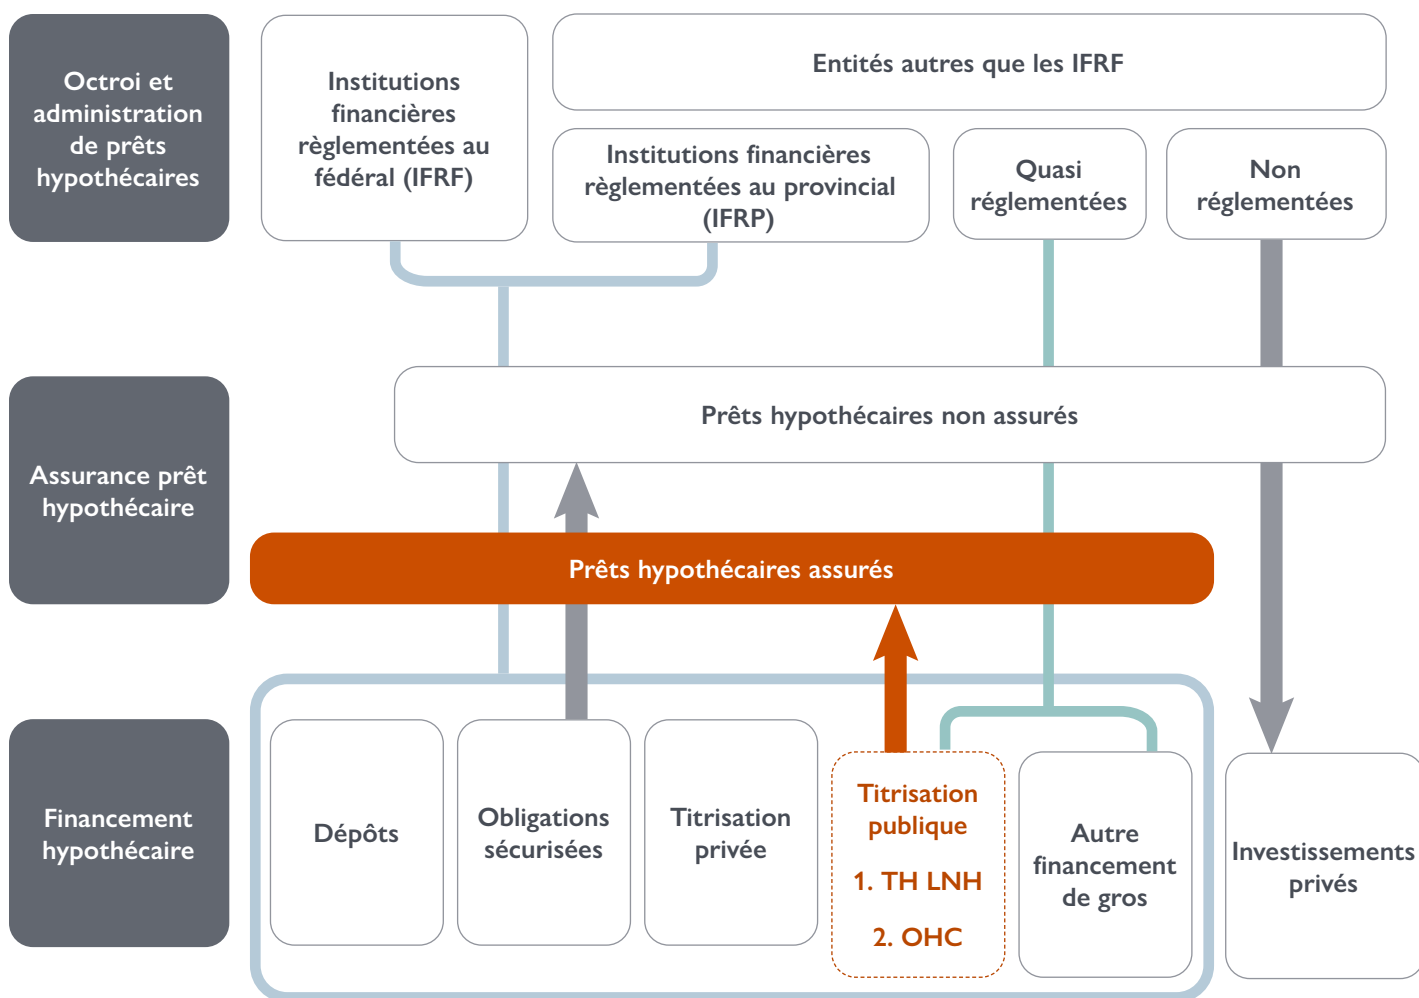 Octroi et
administration
de prêts
hypothécaires
Institutions
financières
règlementées au
fédéral (IFRF)
Entités autres que les IFRF
Institutions financières
règlementées au provincial
(IFRP)
Quasi
réglementées
Non
réglementées
Assurance prêt
hypothécaire
Prêts hypothécaires non assurés
Prêts hypothécaires assurés
Financement
hypothécaire
Dépôts
Obligations
sécurisées
Titrisation
privée
Titrisation
publique
1. TH LNH
2. OHC
Autre
financement
de gros
Investissements
privés